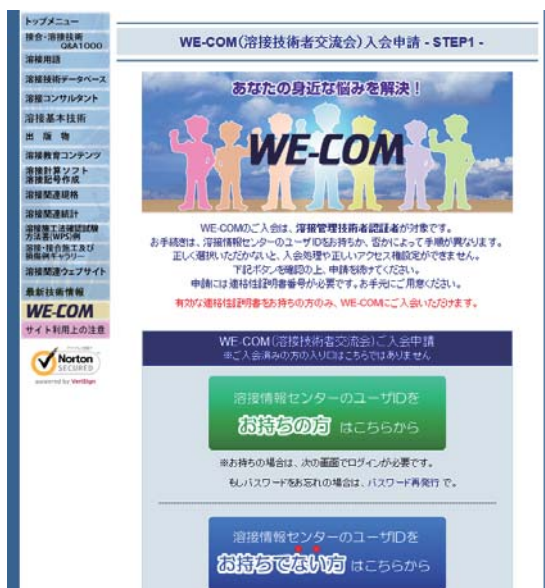 トップメニュー
接合・溶接技術
Q&A1000
溶接用語
溶接技術データベース
溶接コンサルタント
溶接基本技術
出 版 物
溶接教育コンテンツ
溶接計算ソフト
溶接記号作成
溶接関連規格
溶接関連統計
溶接施工法確認試験
方法書(WPS)例
溶接・接合施工及び
損傷例ギャラリー
溶接関連ウェブサイト
最新技術情報
WE-COM
サイト利用上の注意
Norton
SECURED
powered by VeriSign
WE-COM(溶接技術者交流会)入会申請 - STEP1 -
あなたの身近な悩みを解決!
WE-COM
WE-COMのご入会は、溶接管理技術者認証者が対象です。
お手続きは、溶接情報センターのユーザIDをお持ちか、否かによって手順が異なります。
正しく選択いただかないと、入会処理や正しいアクセス権設定ができません。
下記ボタンを確認の上、申請を始めてください。
申請には適格性証明書番号が必要です。お手元にご用意ください。
有効な適格性証明書をお持ちの方のみ、WE-COMにご入会いただけます。
WE-COM(溶接技術者交流会)ご入会申請
※ご入会済みの方の入り口はこちらではありません
溶接情報センターのユーザIDを
お持ちの方 はこちらから
※お持ちの場合は、次の画面でログインが必要です。
もしパスワードをお忘れの場合は、パスワード再発行 で。
溶接情報センターのユーザIDを
お持ちでない方 はこちらから